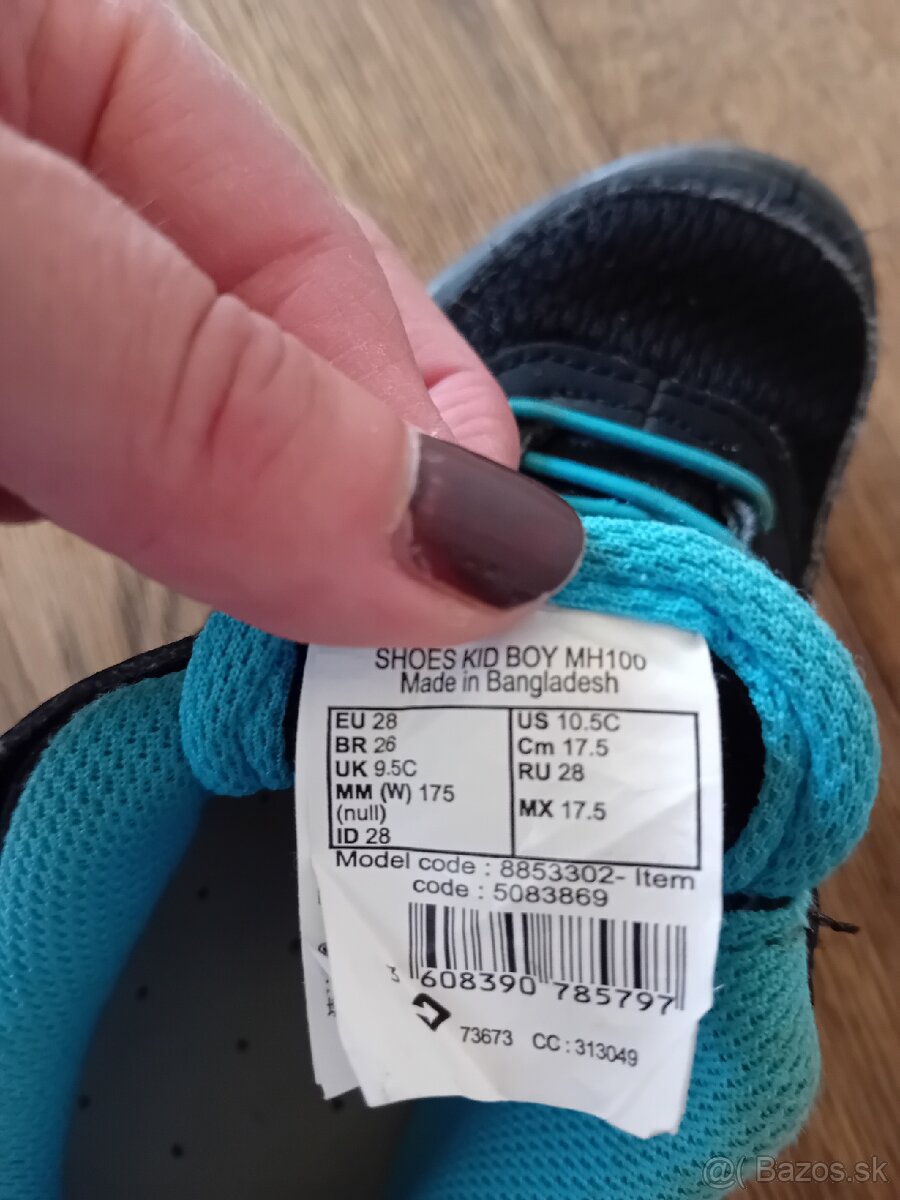 SHOES KID BOY MH100
Made in Bangladesh
EU 28
BR 26
UK 9.5C
MM (W) 175
(null)
ID 28
US 10.5C
Cm 17.5
RU 28
MX 17.5
Model code : 8853302- Item
code : 5083869
3 608390 785797
73673 CC : 313049
@( Bazos.sk